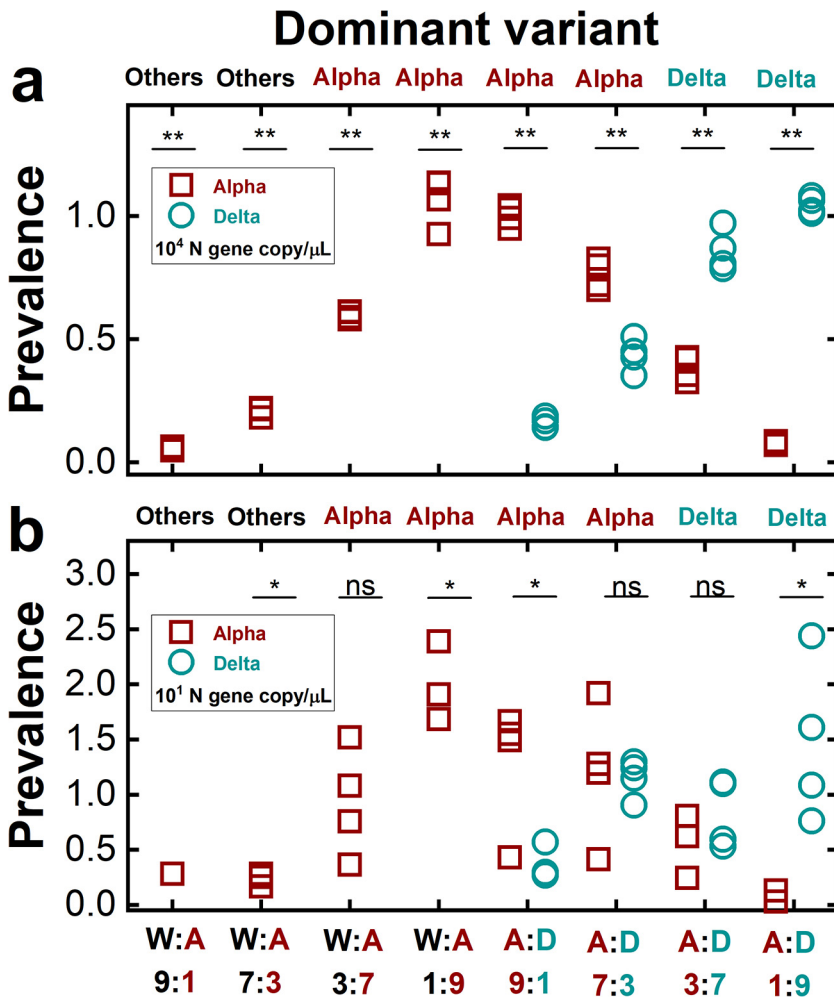 Dominant variant
a
Others Others Alpha Alpha Alpha Alpha Delta Delta
** ** ** ** ** ** ** **
Alpha
Delta
10⁴ N gene copy/μL
Prevalence
1.0
0.5
0.0
b
Others Others Alpha Alpha Alpha Alpha Delta Delta
* ns * * ns ns *
Alpha
Delta
10¹ N gene copy/μL
Prevalence
3.0
2.5
2.0
1.5
1.0
0.5
0.0
W:A W:A W:A W:A A:D A:D A:D A:D
9:1 7:3 3:7 1:9 9:1 7:3 3:7 1:9